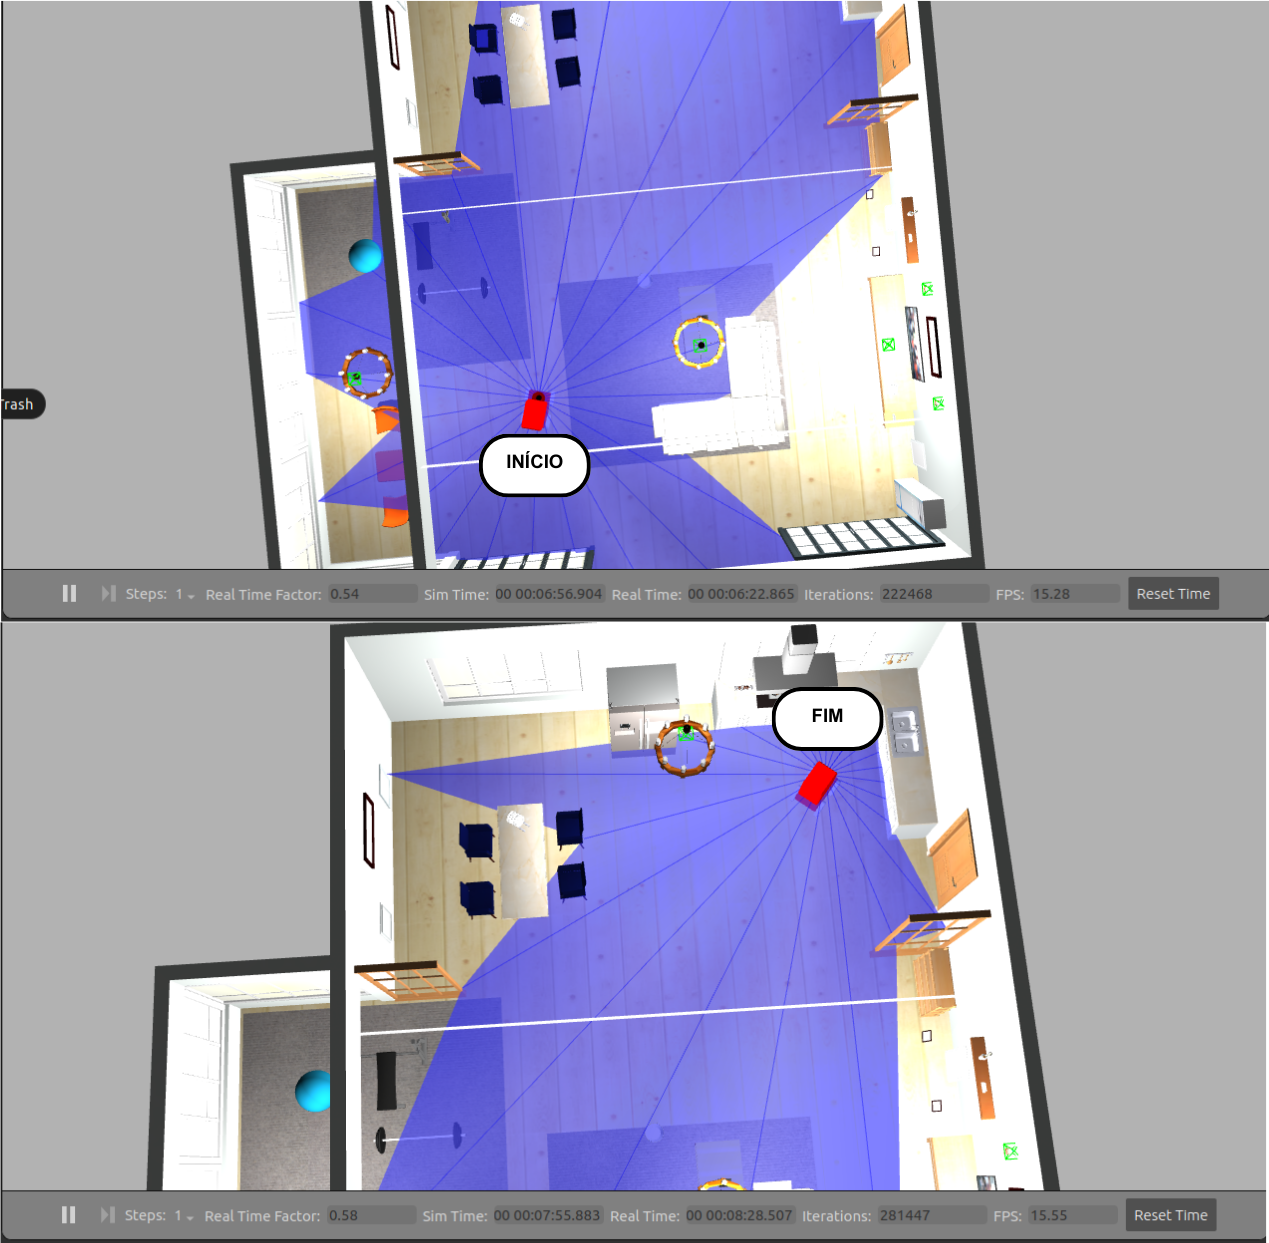 Trash
INÍCIO
Steps: 1 Real Time Factor: 0.54 Sim Time: 00 00:06:56.904 Real Time: 00 00:06:22.865 Iterations: 222468 FPS: 15.28 Reset Time
FIM
Steps: 1 Real Time Factor: 0.58 Sim Time: 00 00:07:55.883 Real Time: 00 00:08:28.507 Iterations: 281447 FPS: 15.55 Reset Time